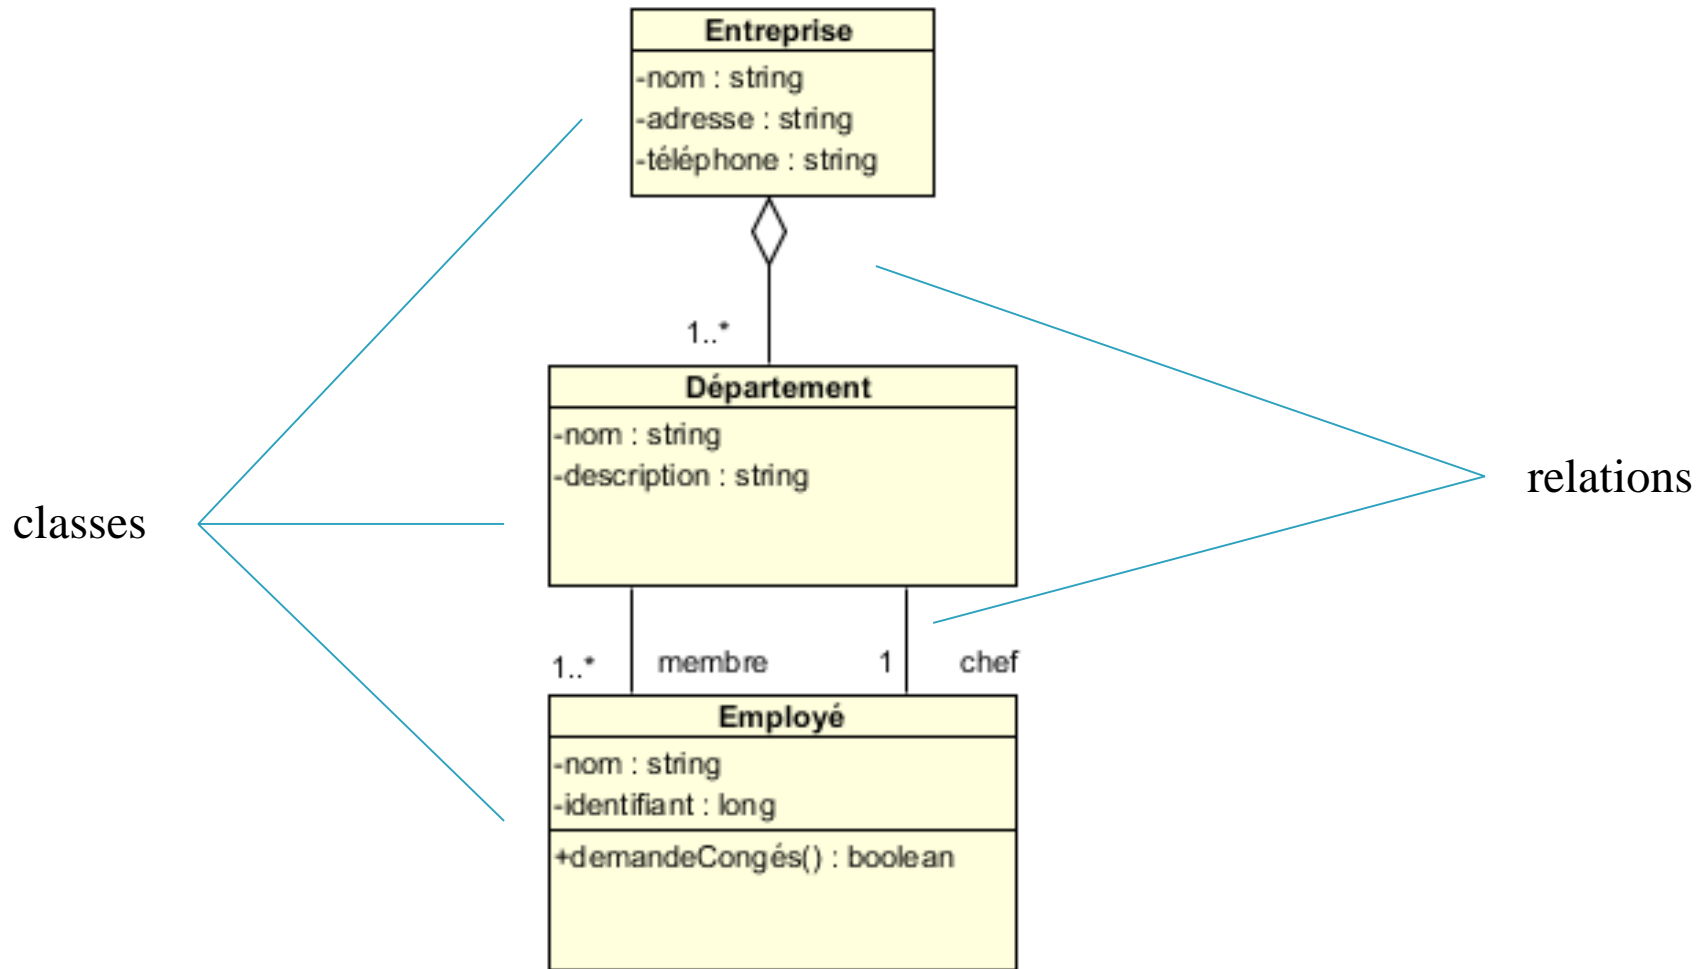 Entreprise
-nom : string
-adresse : string
-téléphone : string
1..*
Département
-nom : string
-description : string
classes
relations
1..* membre 1 chef
Employé
-nom : string
-identifiant : long
+demandeCongés() : boolean